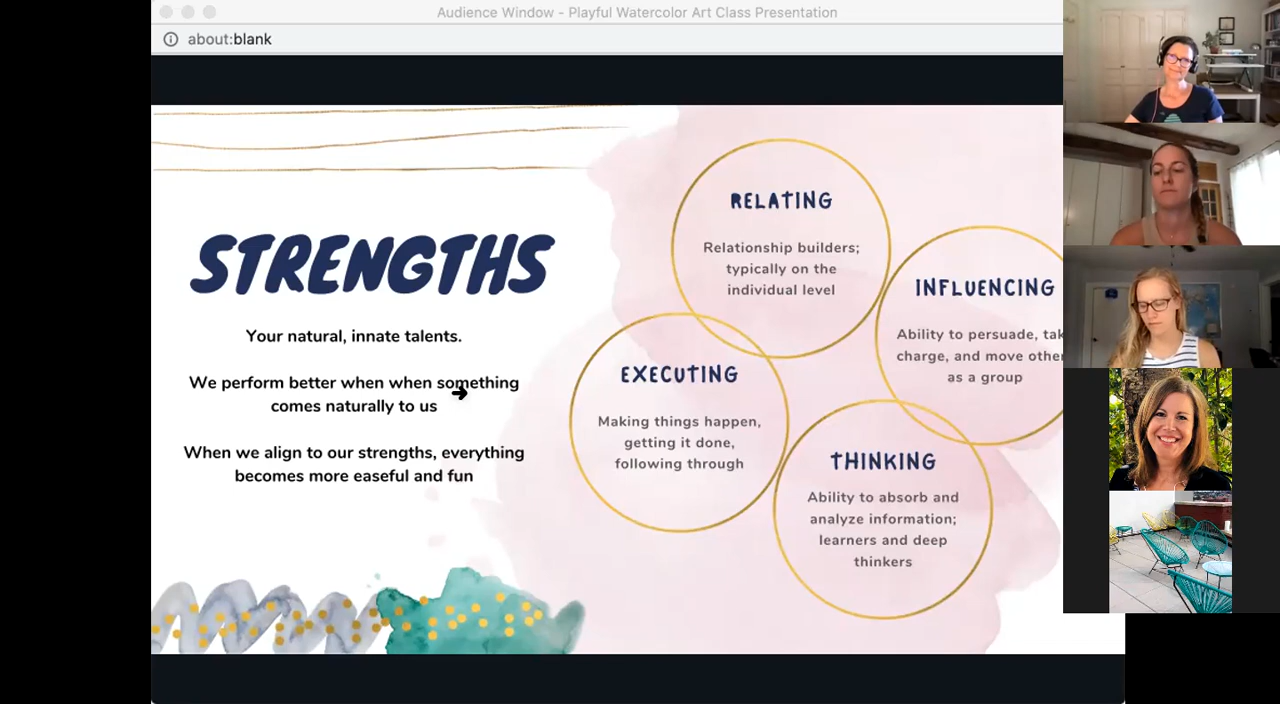 Audience Window - Playful Watercolor Art Class Presentation
about:blank
STRENGTHS
Your natural, innate talents.
We perform better when when something
comes naturally to us
When we align to our strengths, everything
becomes more easeful and fun
RELATING
Relationship builders;
typically on the
individual level
INFLUENCING
Ability to persuade, tak
charge, and move other
as a group
EXECUTING
Making things happen,
getting it done,
following through
THINKING
Ability to absorb and
analyze information;
learners and deep
thinkers